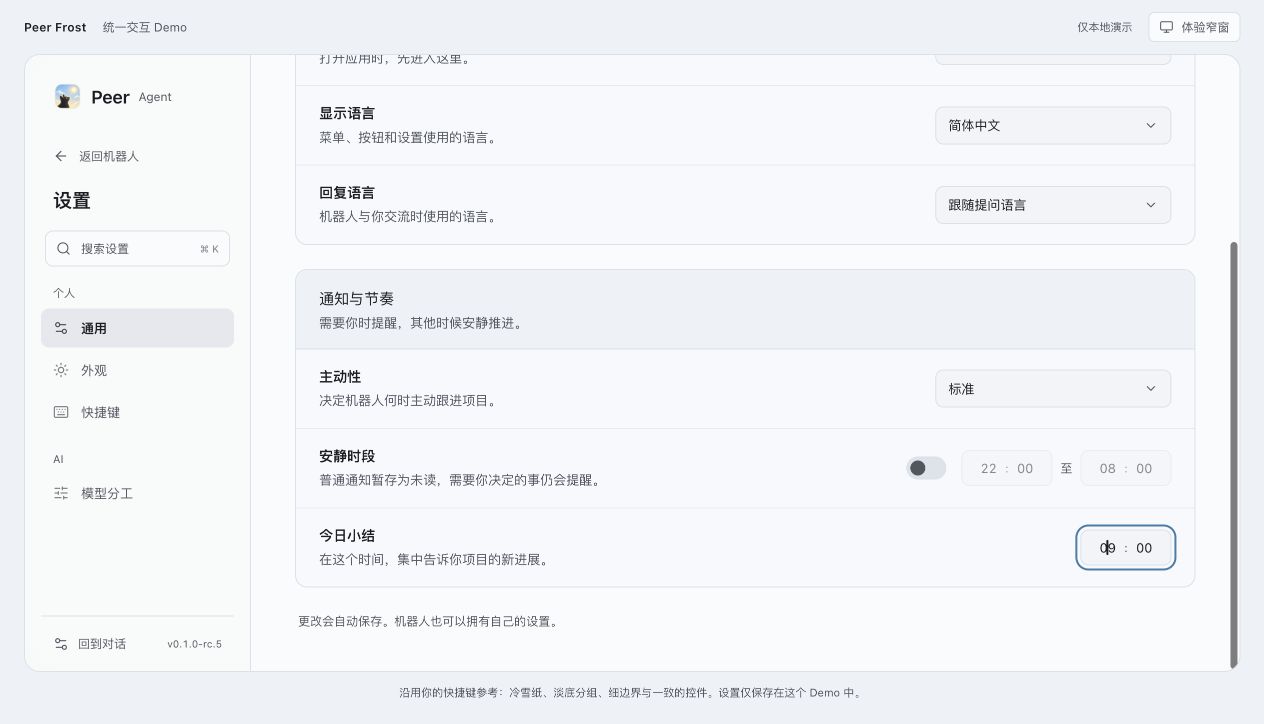 Peer Frost 统一交互 Demo
仅本地演示
体验窄窗
Peer Agent
返回机器人
设置
搜索设置 ⌘ K
个人
通用
外观
快捷键
AI
模型分工
回到对话 v0.1.0-rc.5
打开应用时，先进入这里。
显示语言
菜单、按钮和设置使用的语言。
简体中文
回复语言
机器人与你交流时使用的语言。
跟随提问语言
通知与节奏
需要你时提醒，其他时候安静推进。
主动性
决定机器人何时主动跟进项目。
标准
安静时段
普通通知暂存为未读，需要你决定的事仍会提醒。
22 : 00 至 08 : 00
今日小结
在这个时间，集中告诉你项目的新进展。
09 : 00
更改会自动保存。机器人也可以拥有自己的设置。
沿用你的快捷键参考：冷雪纸、淡底分组、细边界与一致的控件。设置仅保存在这个 Demo 中。